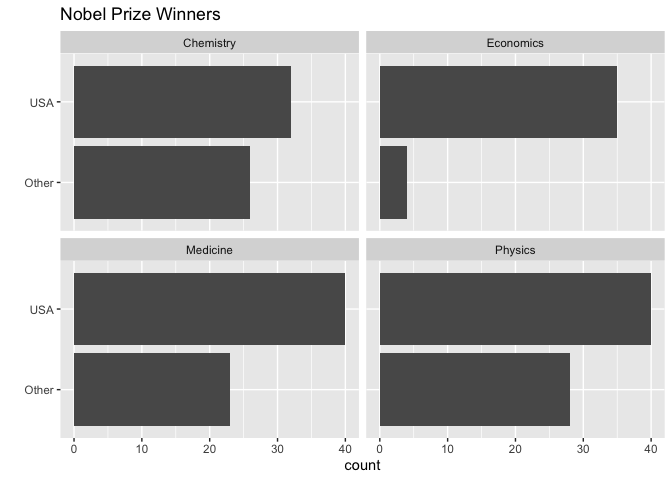 Nobel Prize Winners
Chemistry
Economics
USA
Other
Medicine
Physics
USA
Other
0 10 20 30 40
0 10 20 30 40
count